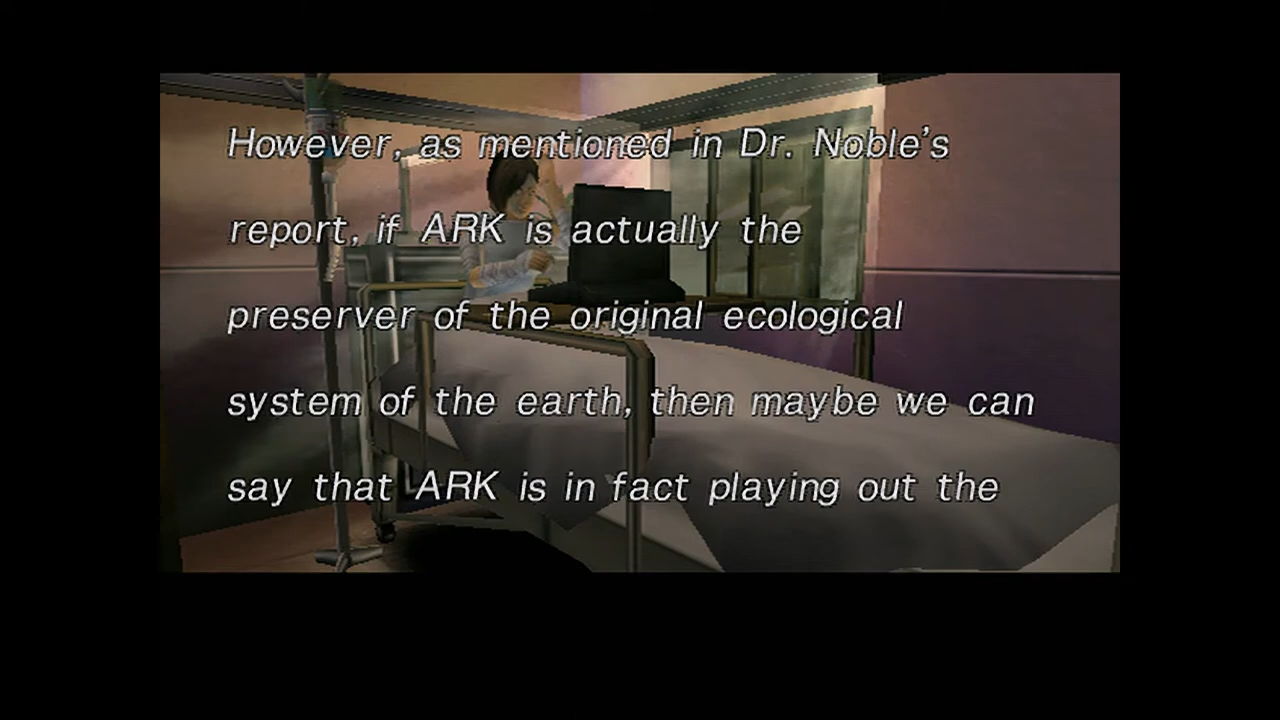 However, as mentioned in Dr. Noble's
report, if ARK is actually the
preserver of the original ecological
system of the earth, then maybe we can
say that ARK is in fact playing out the